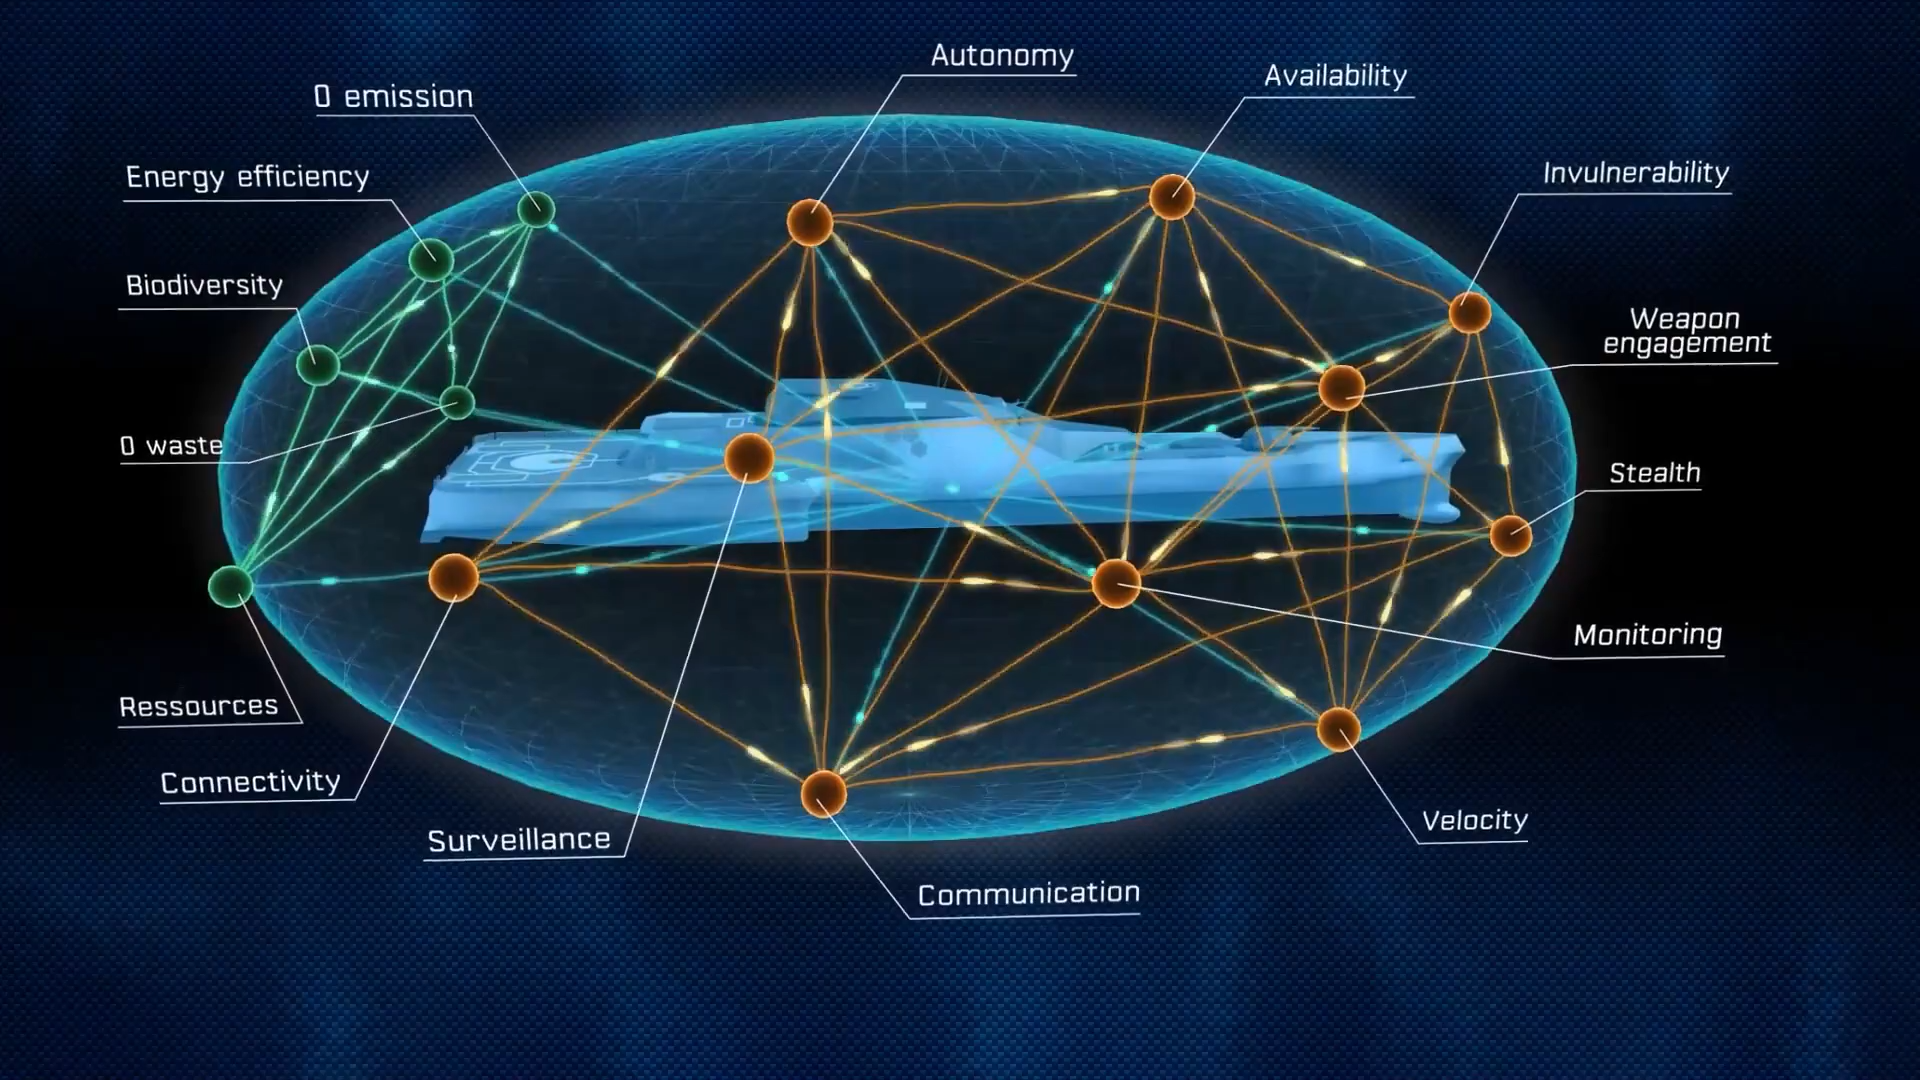 Autonomy
Availability
0 emission
Energy efficiency
Invulnerability
Biodiversity
Weapon
engagement
0 waste
Stealth
Monitoring
Ressources
Connectivity
Velocity
Surveillance
Communication